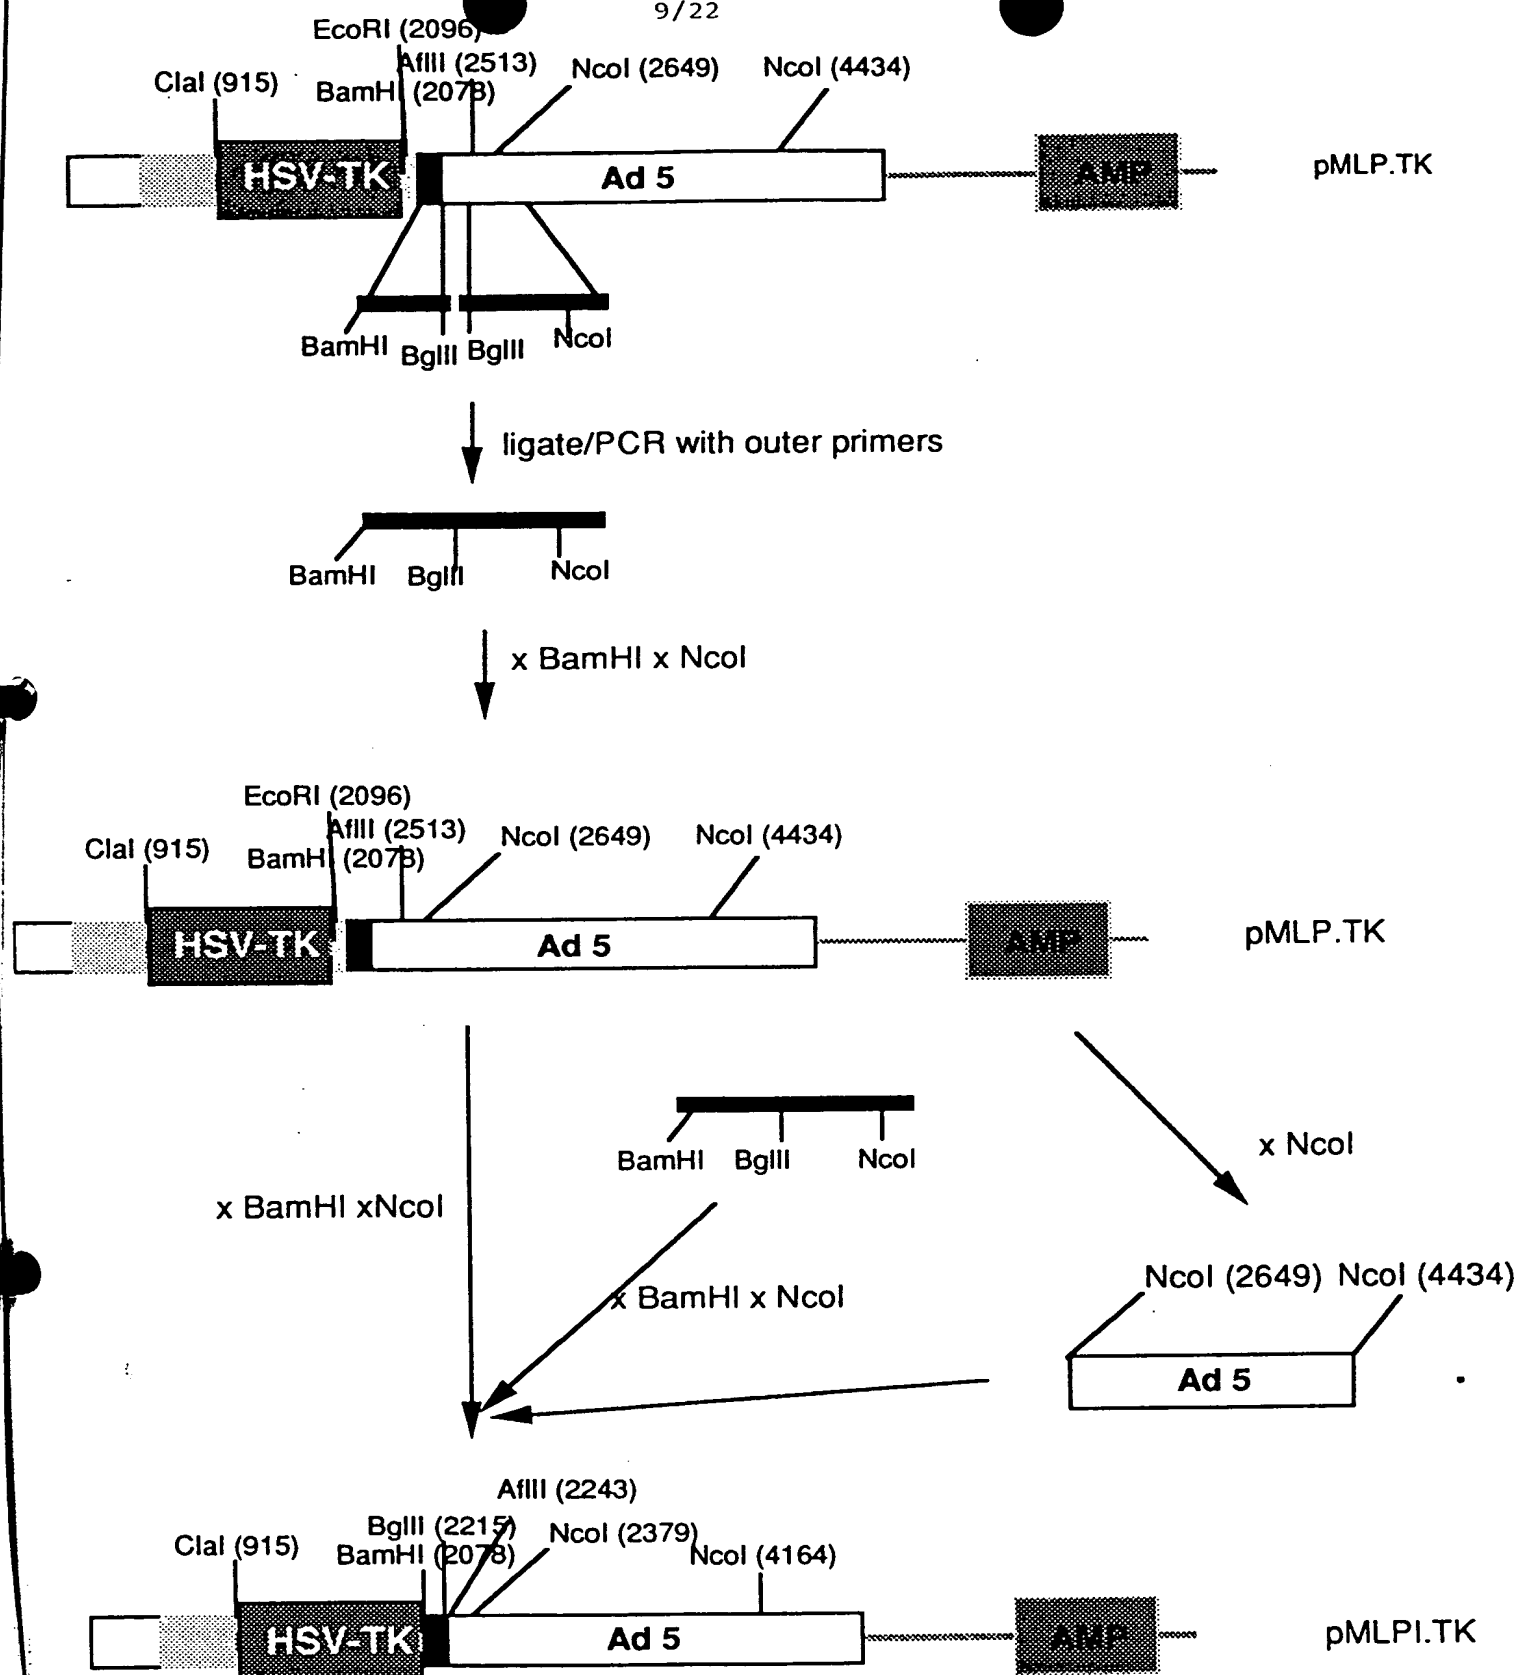 9/22
EcoRI (2096)
AflII (2513)
NcoI (2649)
NcoI (4434)
ClaI (915)
BamHI (2078)
HSV-TK
Ad 5
AMP
pMLP.TK
BamHI
BglII
BglII
NcoI
ligate/PCR with outer primers
BamHI
BglII
NcoI
x BamHI x NcoI
EcoRI (2096)
AflII (2513)
NcoI (2649)
NcoI (4434)
ClaI (915)
BamHI (2078)
HSV-TK
Ad 5
AMP
pMLP.TK
BamHI
BglII
NcoI
x NcoI
x BamHI xNcoI
x BamHI x NcoI
NcoI (2649)
NcoI (4434)
Ad 5
AflII (2243)
BglII (2215)
NcoI (2379)
ClaI (915)
BamHI (2078)
NcoI (4164)
HSV-TK
Ad 5
AMP
pMLPI.TK